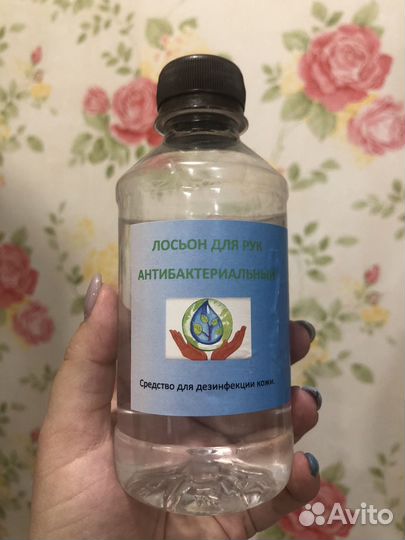 ЛОСЬОН ДЛЯ РУК
АНТИБАКТЕРИАЛЬНЫЙ
Средство для дезинфекции кожи.
Avito